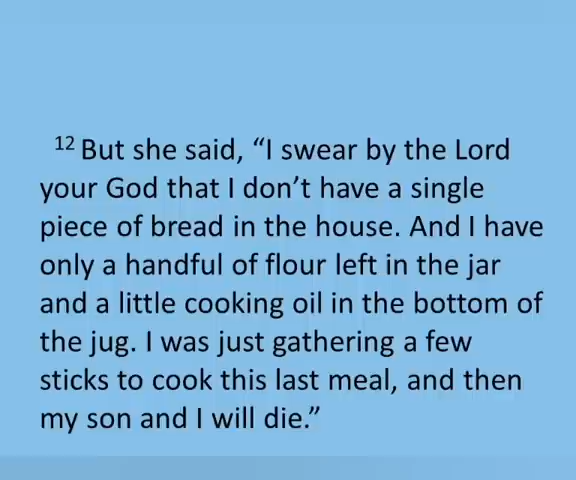 12 But she said, “I swear by the Lord
your God that I don’t have a single
piece of bread in the house. And I have
only a handful of flour left in the jar
and a little cooking oil in the bottom of
the jug. I was just gathering a few
sticks to cook this last meal, and then
my son and I will die.”